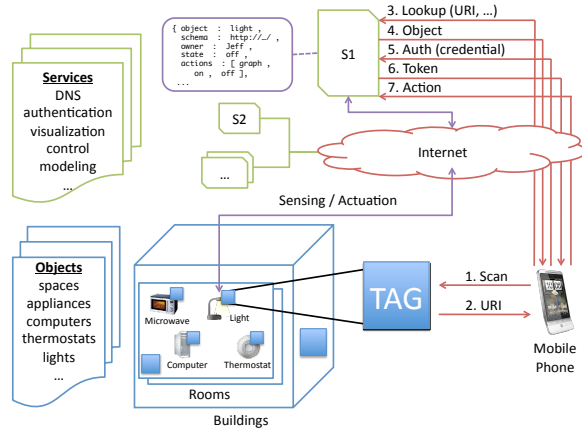 { object : light ,
schema : http://…/ ,
owner : Jeff ,
state : off ,
actions : [ graph ,
on , off ],
...
S1
3. Lookup (URI, …)
4. Object
5. Auth (credential)
6. Token
7. Action
Services
DNS
authentication
visualization
control
modeling
…
S2
…
Internet
Sensing / Actuation
Objects
spaces
appliances
computers
thermostats
lights
…
Microwave
Light
Computer
Thermostat
Rooms
Buildings
TAG
1. Scan
2. URI
Mobile
Phone